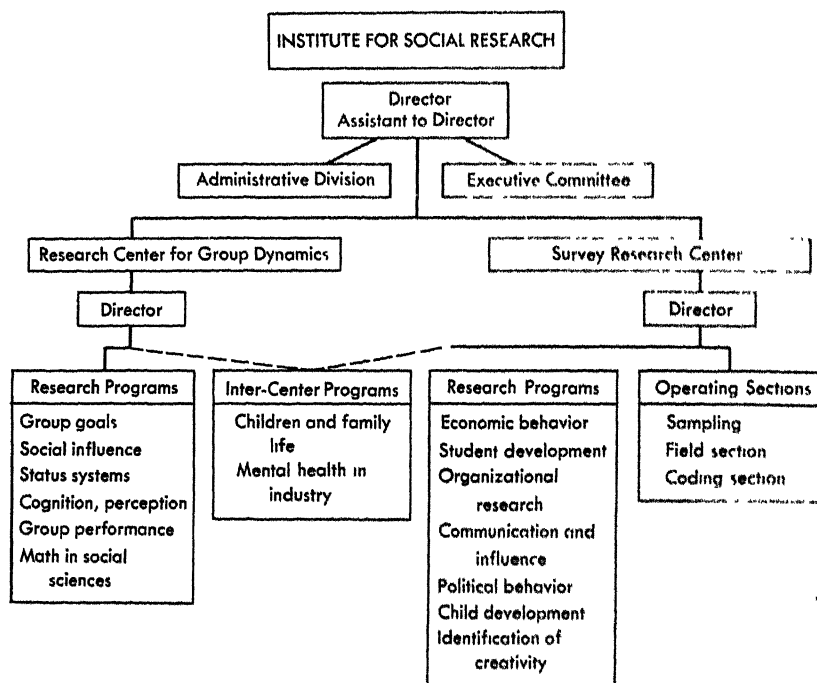 INSTITUTE FOR SOCIAL RESEARCH
Director
Assistant to Director
Administrative Division
Executive Committee
Research Center for Group Dynamics
Survey Research Center
Director
Director
Research Programs
Group goals
Social influence
Status systems
Cognition, perception
Group performance
Math in social
sciences
Inter-Center Programs
Children and family
life
Mental health in
industry
Research Programs
Economic behavior
Student development
Organizational
research
Communication and
influence
Political behavior
Child development
Identification of
creativity
Operating Sections
Sampling
Field section
Coding section